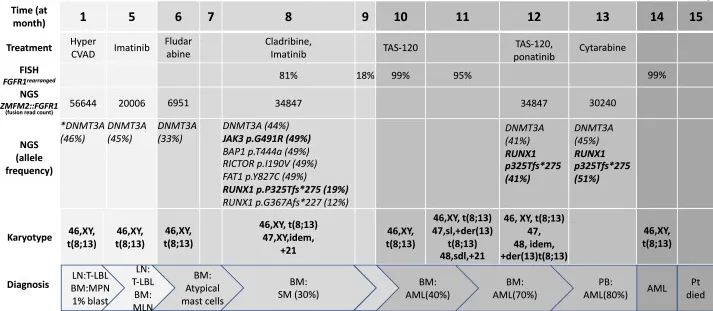 Time (at month) 1 5 6 7 8 9 10 11 12 13 14 15
Treatment
Hyper CVAD
Imatinib
Fludar abine
Cladribine, Imatinib
TAS-120
TAS-120, ponatinib
Cytarabine
FISH
FGFR1rearranged
81% 18% 99% 95% 99%
NGS
ZMFM2::FGFR1
(fusion read count)
56644 20006 6951 34847 34847 30240
NGS
(allele
frequency)
*DNMT3A
(46%)
DNMT3A
(45%)
DNMT3A
(33%)
DNMT3A (44%)
JAK3 p.G491R (49%)
BAP1 p.T444a (49%)
RICTOR p.I190V (49%)
FAT1 p.Y827C (49%)
RUNX1 p.P325Tfs*275 (19%)
RUNX1 p.G367Afs*227 (12%)
DNMT3A
(41%)
RUNX1
p325Tfs*275
(41%)
DNMT3A
(45%)
RUNX1
p325Tfs*275
(51%)
Karyotype
46,XY,
t(8;13)
46,XY,
t(8;13)
46,XY,
t(8;13)
46,XY, t(8;13)
47,XY,idem,
+21
46,XY,
t(8;13)
46,XY, t(8;13)
47,sl,+der(13)
t(8;13)
48,sdl,+21
46, XY, t(8;13)
47,
48, idem,
+der(13)t(8;13)
46,XY,
t(8;13)
Diagnosis
LN:T-LBL
BM:MPN
1% blast
LN:
T-LBL
BM:
MLN
BM:
Atypical
mast cells
BM:
SM (30%)
BM:
AML(40%)
BM:
AML(70%)
PB:
AML(80%)
AML
Pt
died